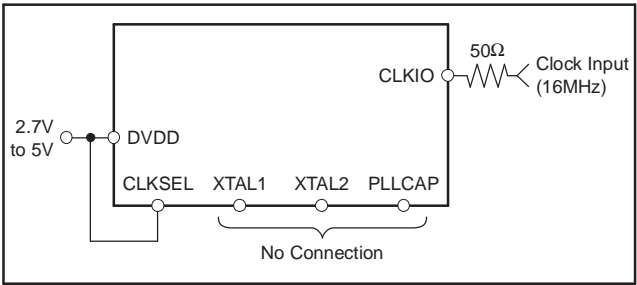 50Ω
CLKIO
Clock Input
(16MHz)
2.7V
to 5V
DVDD
CLKSEL XTAL1 XTAL2 PLLCAP
No Connection